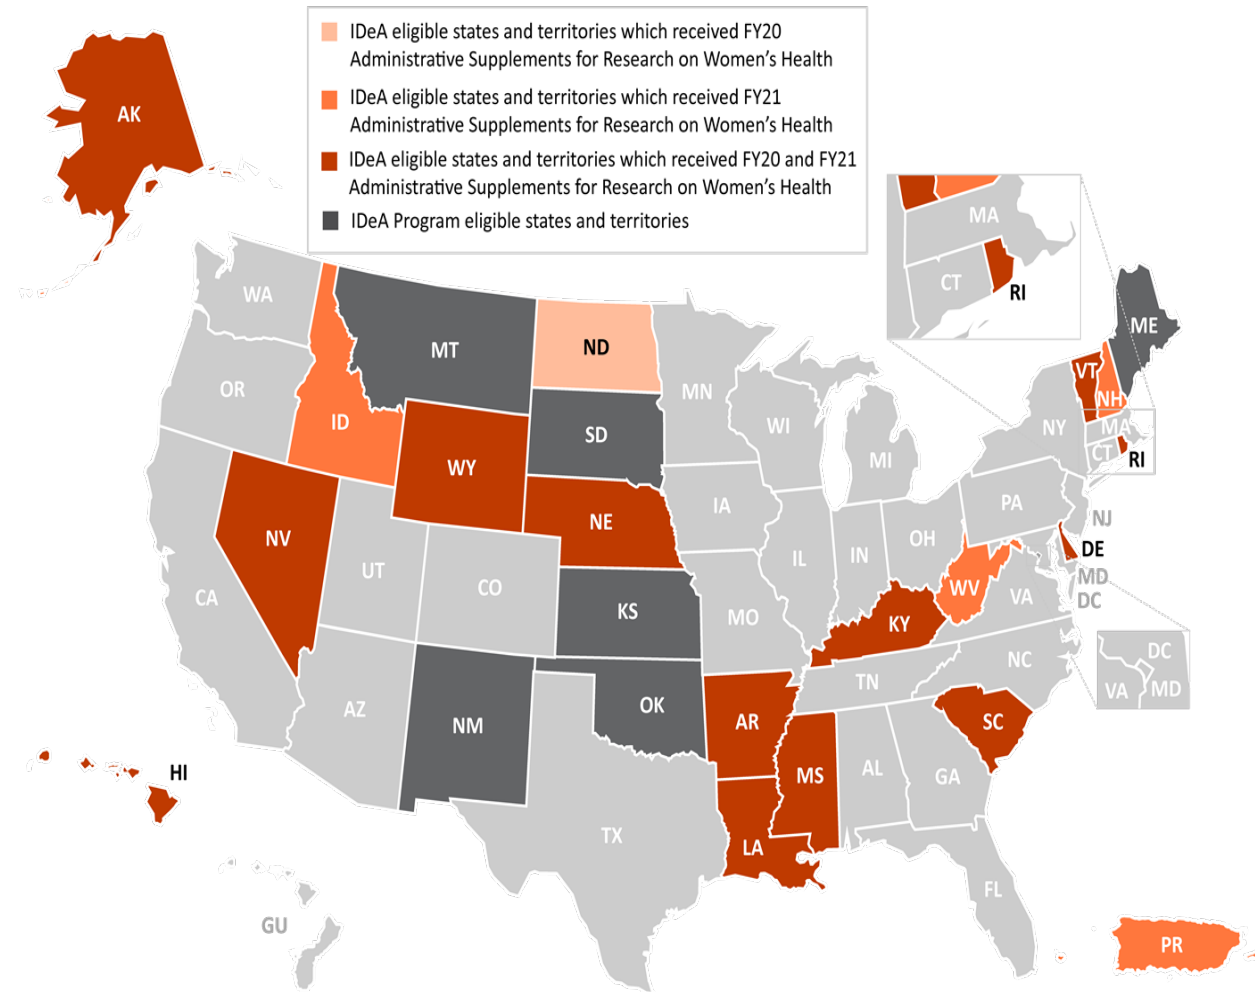 IDeA eligible states and territories which received FY20
Administrative Supplements for Research on Women's Health
IDeA eligible states and territories which received FY21
Administrative Supplements for Research on Women's Health
IDeA eligible states and territories which received FY20 and FY21
Administrative Supplements for Research on Women's Health
IDeA Program eligible states and territories
AK
MA
CT
RI
WA
MT
ND
MN
ME
OR
ID
SD
WI
MI
VT
NH
NY
MA
CT
RI
WY
NE
IA
PA
NJ
NV
UT
CO
IL
IN
OH
DE
MD
DC
CA
KS
MO
KY
WV
VA
AZ
NM
OK
AR
TN
NC
SC
DC
VA
MD
HI
MS
AL
GA
TX
LA
FL
GU
PR